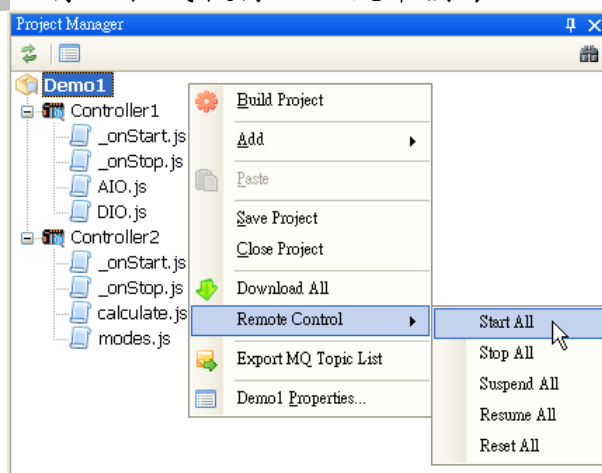 Project Manager
Demo1
Controller1
_onStart.js
_onStop.js
AIO.js
DIO.js
Controller2
_onStart.js
_onStop.js
calculate.js
modes.js
Build Project
Add
Paste
Save Project
Close Project
Download All
Remote Control
Export MQ Topic List
Demo1 Properties...
Start All
Stop All
Suspend All
Resume All
Reset All